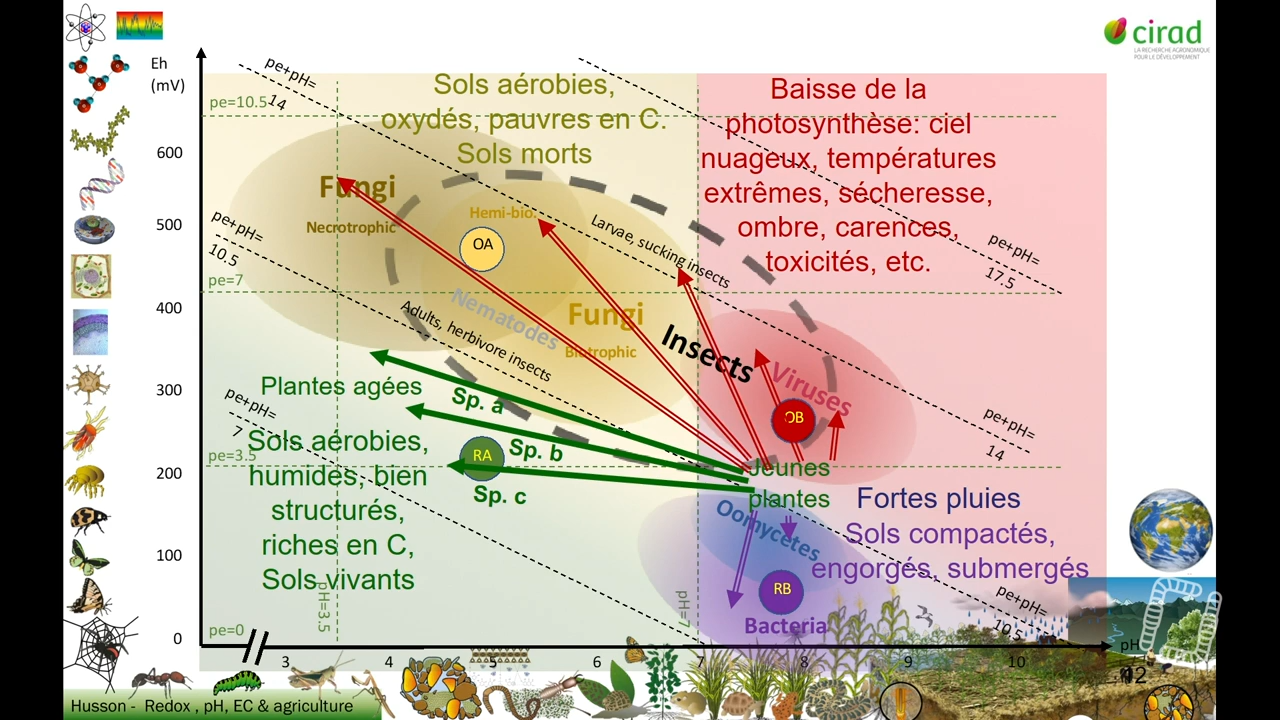 cirad
LA RECHERCHE AGRONOMIQUE
POUR LE DÉVELOPPEMENT
Eh
(mV)
600
500
400
300
200
100
0
pe+pH=
14
pe=10.5
Sols aérobies,
oxydés, pauvres en C.
Sols morts
Baisse de la
photosynthèse: ciel
nuageux, températures
extrêmes, sécheresse,
ombre, carences,
toxicités, etc.
Fungi
Necrotrophic
Hemi-bio.
OA
Larvae, sucking insects
pe+pH=
10.5
pe+pH=
17.5
pe=7
Nematodes
Fungi
Biotrophic
Adults, herbivore insects
Insects
Viruses
OB
Plantes agées
Sp. a
pe+pH=
7
pe+pH=
14
Sols aérobies,
humides, bien
structurés,
riches en C,
Sols vivants
pe=3.5
RA
Sp. b
Sp. c
Jeunes
plantes
Fortes pluies
Sols compactés,
engorgés, submergés
Oomycetes
RB
Bacteria
pe+pH=
10.5
pH=3.5
pH=7
pe=0
3
4
5
6
7
8
9
10
pH
12
Husson - Redox , pH, EC & agriculture